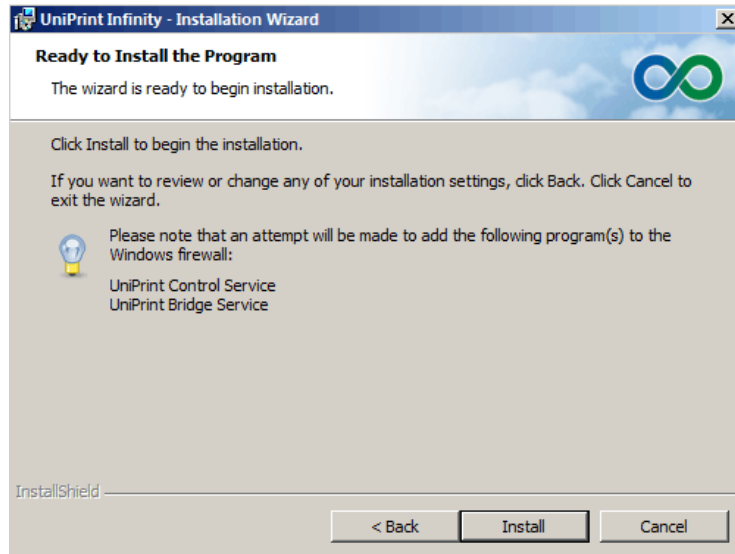 UniPrint Infinity - Installation Wizard
Ready to Install the Program
The wizard is ready to begin installation.
Click Install to begin the installation.
If you want to review or change any of your installation settings, click Back. Click Cancel to
exit the wizard.
Please note that an attempt will be made to add the following program(s) to the
Windows firewall:
UniPrint Control Service
UniPrint Bridge Service
InstallShield
< Back
Install
Cancel